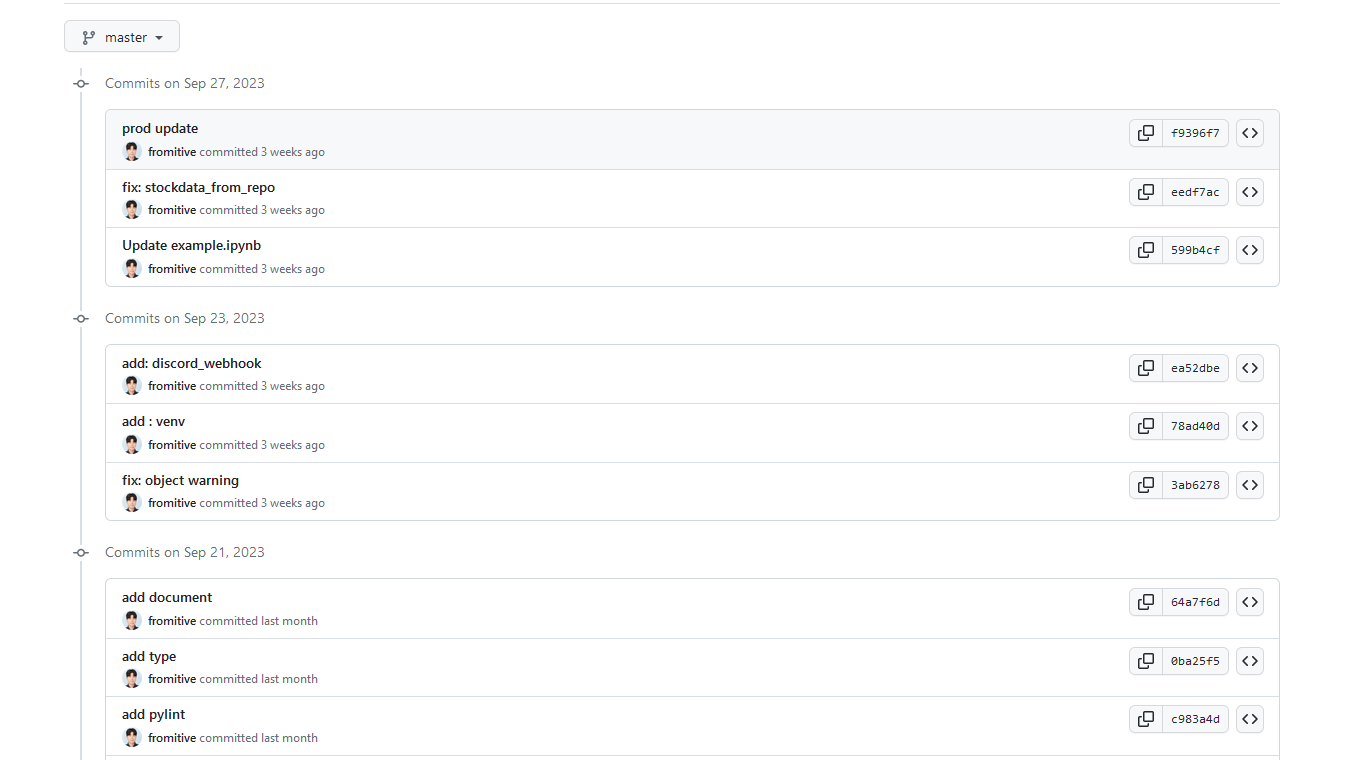 master
Commits on Sep 27, 2023
prod update
f9396f7
fromitive committed 3 weeks ago
fix: stockdata_from_repo
eedf7ac
fromitive committed 3 weeks ago
Update example.ipynb
599b4cf
fromitive committed 3 weeks ago
Commits on Sep 23, 2023
add: discord_webhook
ea52dbe
fromitive committed 3 weeks ago
add : venv
78ad40d
fromitive committed 3 weeks ago
fix: object warning
3ab6278
fromitive committed 3 weeks ago
Commits on Sep 21, 2023
add document
64a7f6d
fromitive committed last month
add type
0ba25f5
fromitive committed last month
add pylint
c983a4d
fromitive committed last month